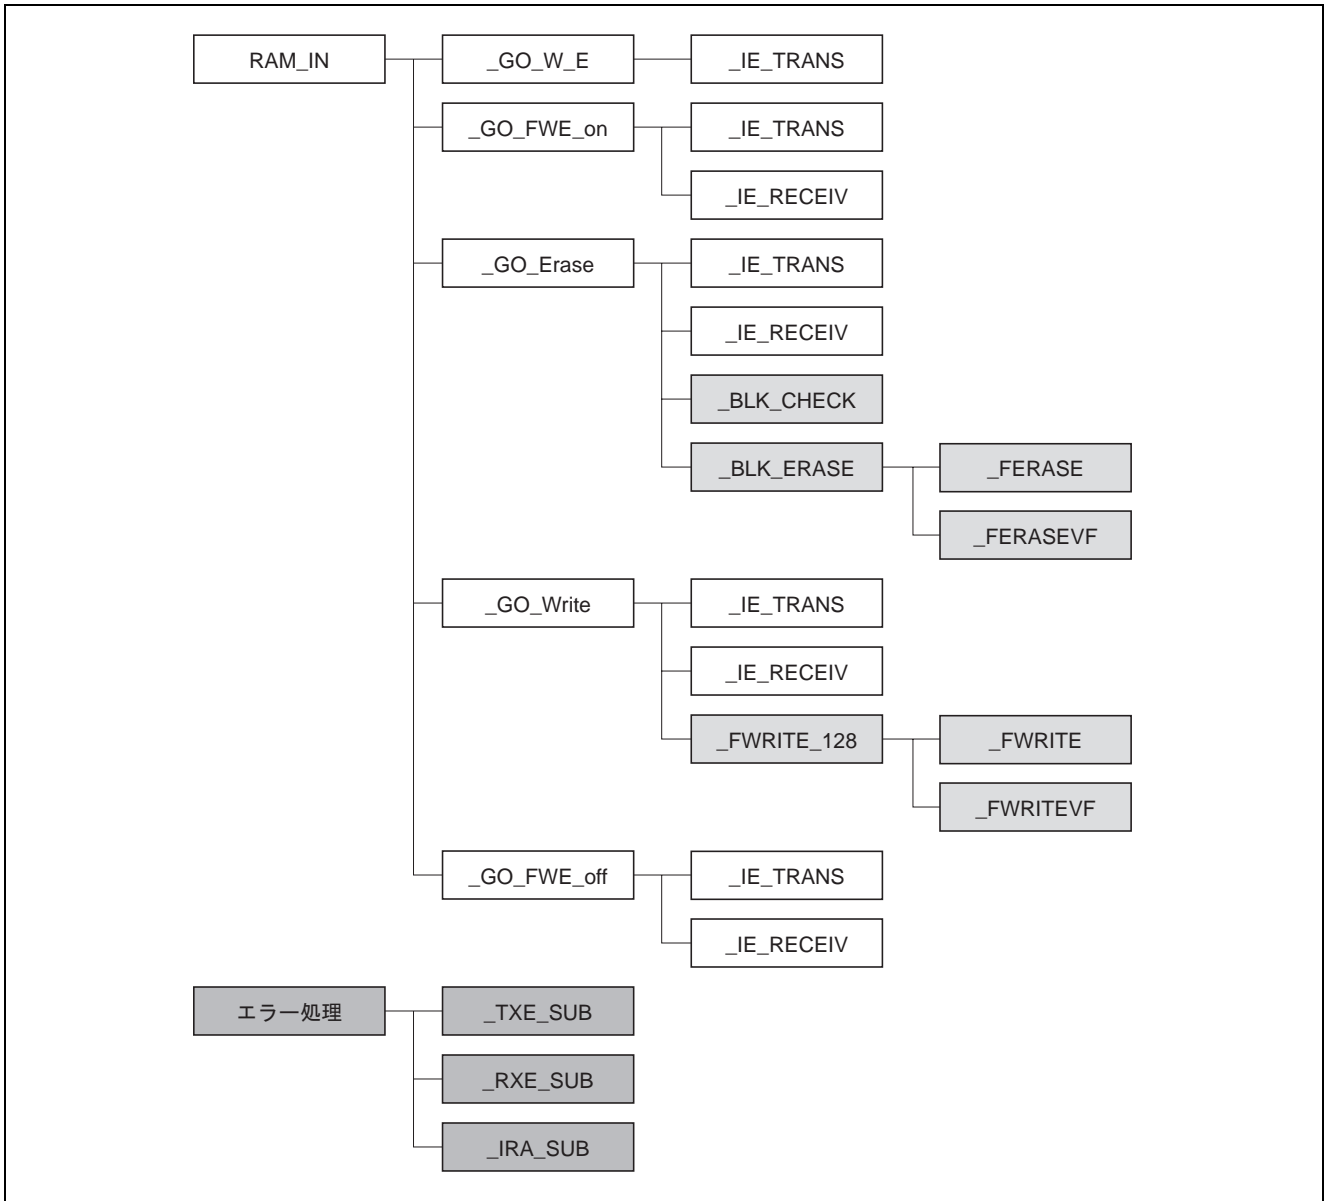 RAM_IN _GO_W_E _IE_TRANS
_GO_FWE_on _IE_TRANS
_IE_RECEIV
_GO_Erase _IE_TRANS
_IE_RECEIV
_BLK_CHECK
_BLK_ERASE _FERASE
_FERASEVF
_GO_Write _IE_TRANS
_IE_RECEIV
_FWRITE_128 _FWRITE
_FWRITEVF
_GO_FWE_off _IE_TRANS
_IE_RECEIV
エラー処理 _TXE_SUB
_RXE_SUB
_IRA_SUB